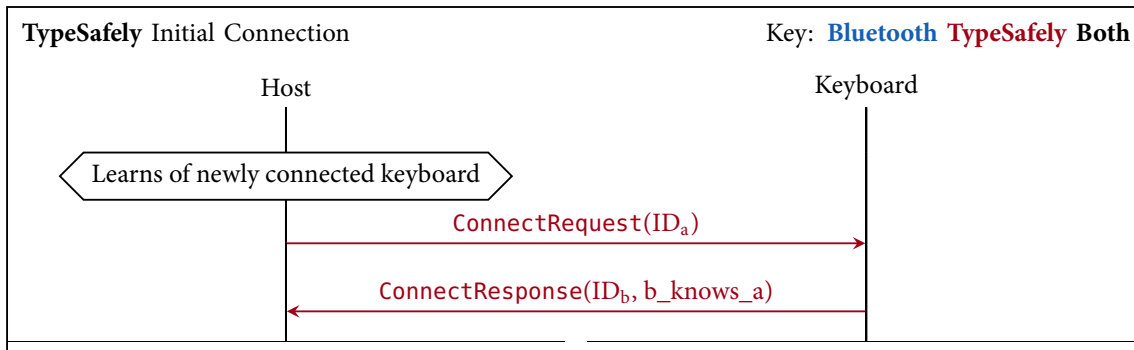 TypeSafely Initial Connection
Key: Bluetooth TypeSafely Both
Host
Keyboard
Learns of newly connected keyboard
ConnectRequest(IDa)
ConnectResponse(IDb, b_knows_a)